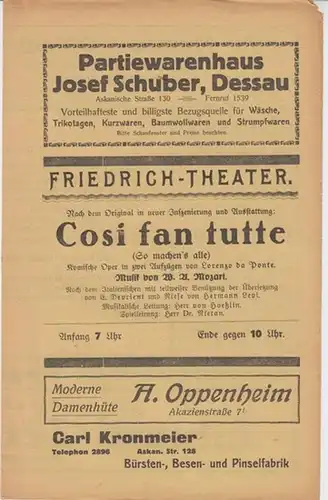 Partiewarenhaus
Josef Schuber, Dessau
Askanische Straße 130 Fernruf 1539
Vorteilhafteste und billigste Bezugsquelle für Wäsche,
Trikotagen, Kurzwaren, Baumwollwaren und Strumpfwaren
Bitte Schaufenster und Preise beachten.
FRIEDRICH-THEATER.
Nach dem Original in neuer Inszenierung und Ausstattung:
Cosi fan tutte
(So machen's alle)
Komische Oper in zwei Aufzügen von Lorenzo da Ponte.
Musik von W. A. Mozart.
Nach dem Italienischen mit teilweiser Benützung der Übersetzung
von E. Devrient und Niese von Hermann Levi.
Musikalische Leitung: Herr von Hoeßlin.
Spielleitung: Herr Dr.
Anfang 7 Uhr Ende gegen 10 Uhr.
Moderne
Damenhüte
A. Oppenheim
Akazienstraße 7
Carl Kronmeier
Telephon 2896 Askan. Str. 128
Bürsten-, Besen- und Pinselfabrik